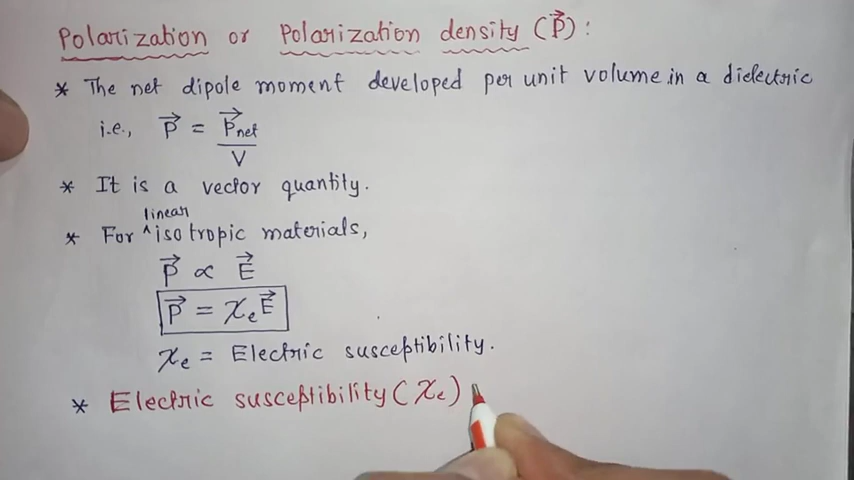 Polarization or Polarization density (P⃗):
* The net dipole moment developed per unit volume in a dielectric
i.e., P⃗ = p⃗net / V
* It is a vector quantity.
* For ^linear isotropic materials,
P⃗ ∝ E⃗
P⃗ = χe E⃗
χe = Electric susceptibility.
* Electric susceptibility (χe)